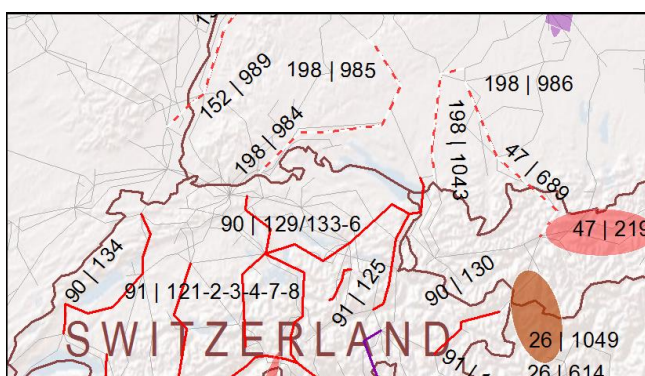 198 | 985
152 | 989
198 | 986
198 | 984
198 | 1043
47 | 689
90 | 129/133-6
47 | 219
90 | 134
91 | 125
90 | 130
91 | 121-2-3-4-7-8
SWITZERLAND
26 | 1049
26 | 614